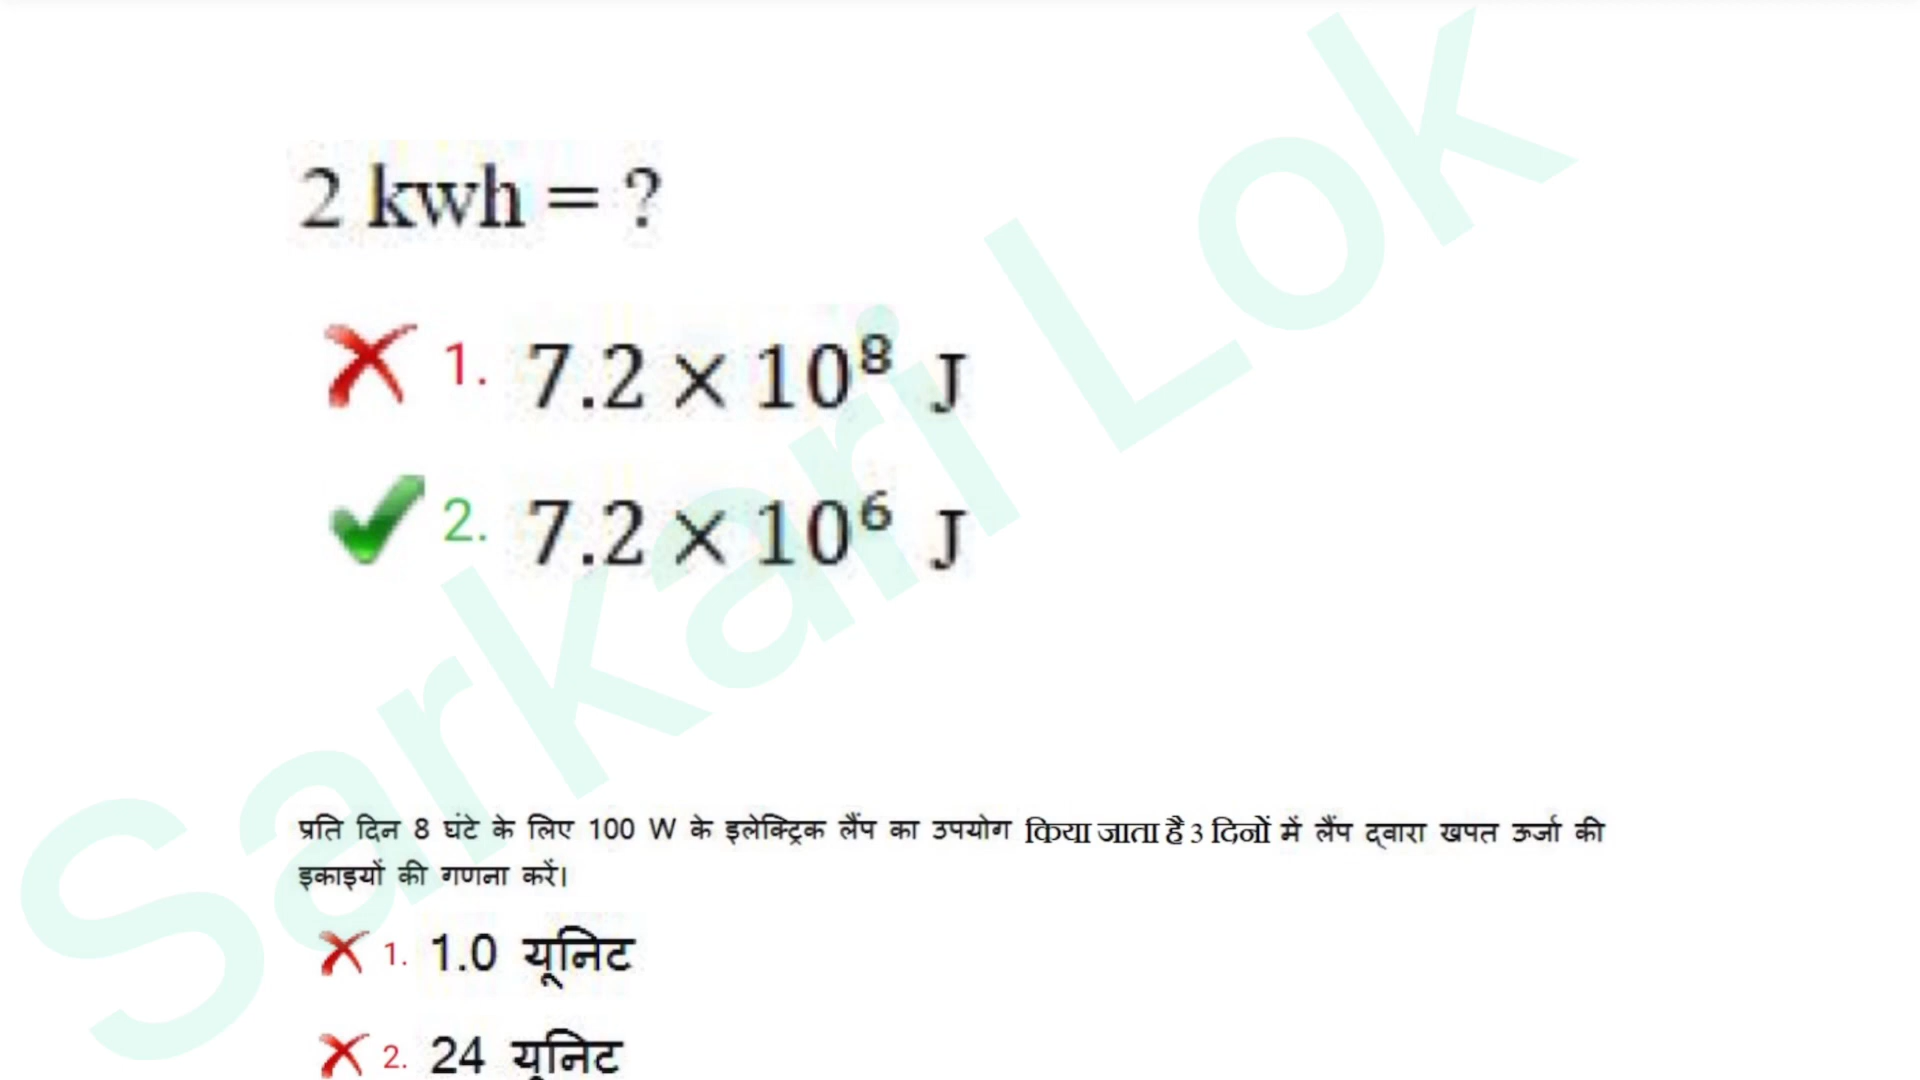 2 kwh = ?
1. 7.2 × 10⁸ J
2. 7.2 × 10⁶ J
प्रति दिन 8 घंटे के लिए 100 W के इलेक्ट्रिक लैंप का उपयोग किया जाता है 3 दिनों में लैंप द्वारा खपत ऊर्जा की
इकाइयों की गणना करें।
1. 1.0 यूनिट
2. 24 यूनिट
Sarkari Lok